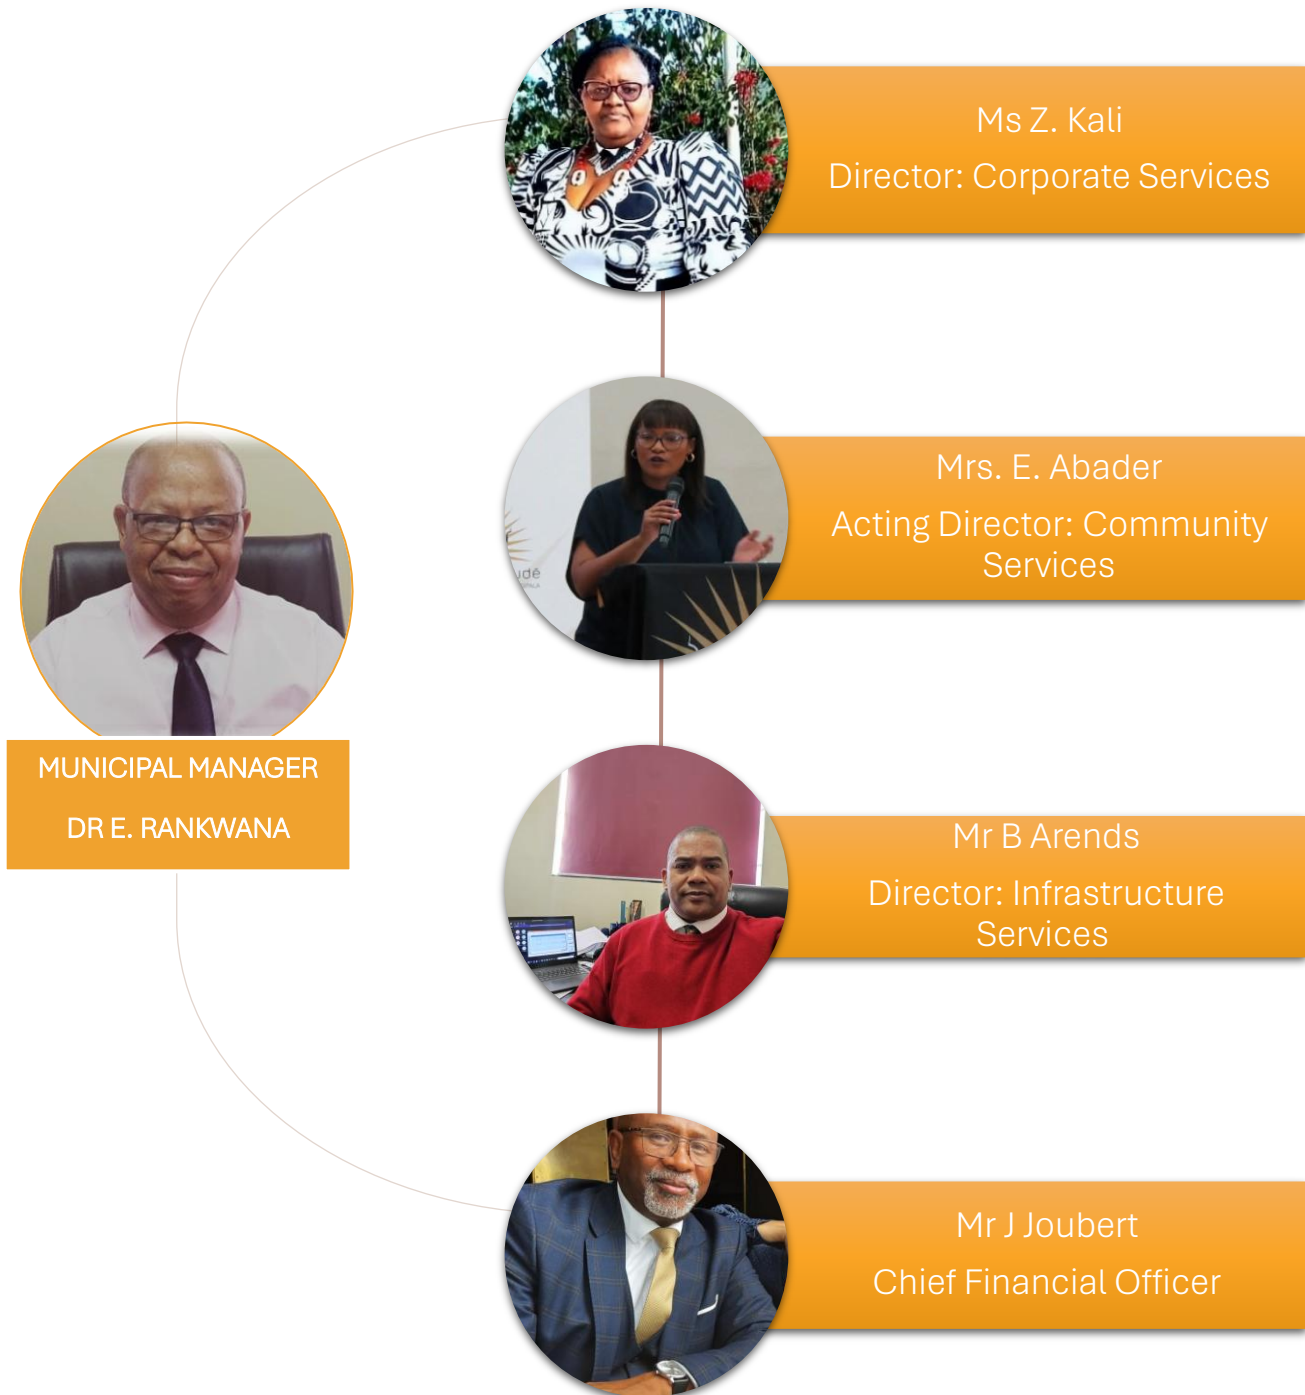 Ms Z. Kali
Director: Corporate Services
Mrs. E. Abader
Acting Director: Community
Services
MUNICIPAL MANAGER
DR E. RANKWANA
Mr B Arends
Director: Infrastructure
Services
Mr J Joubert
Chief Financial Officer